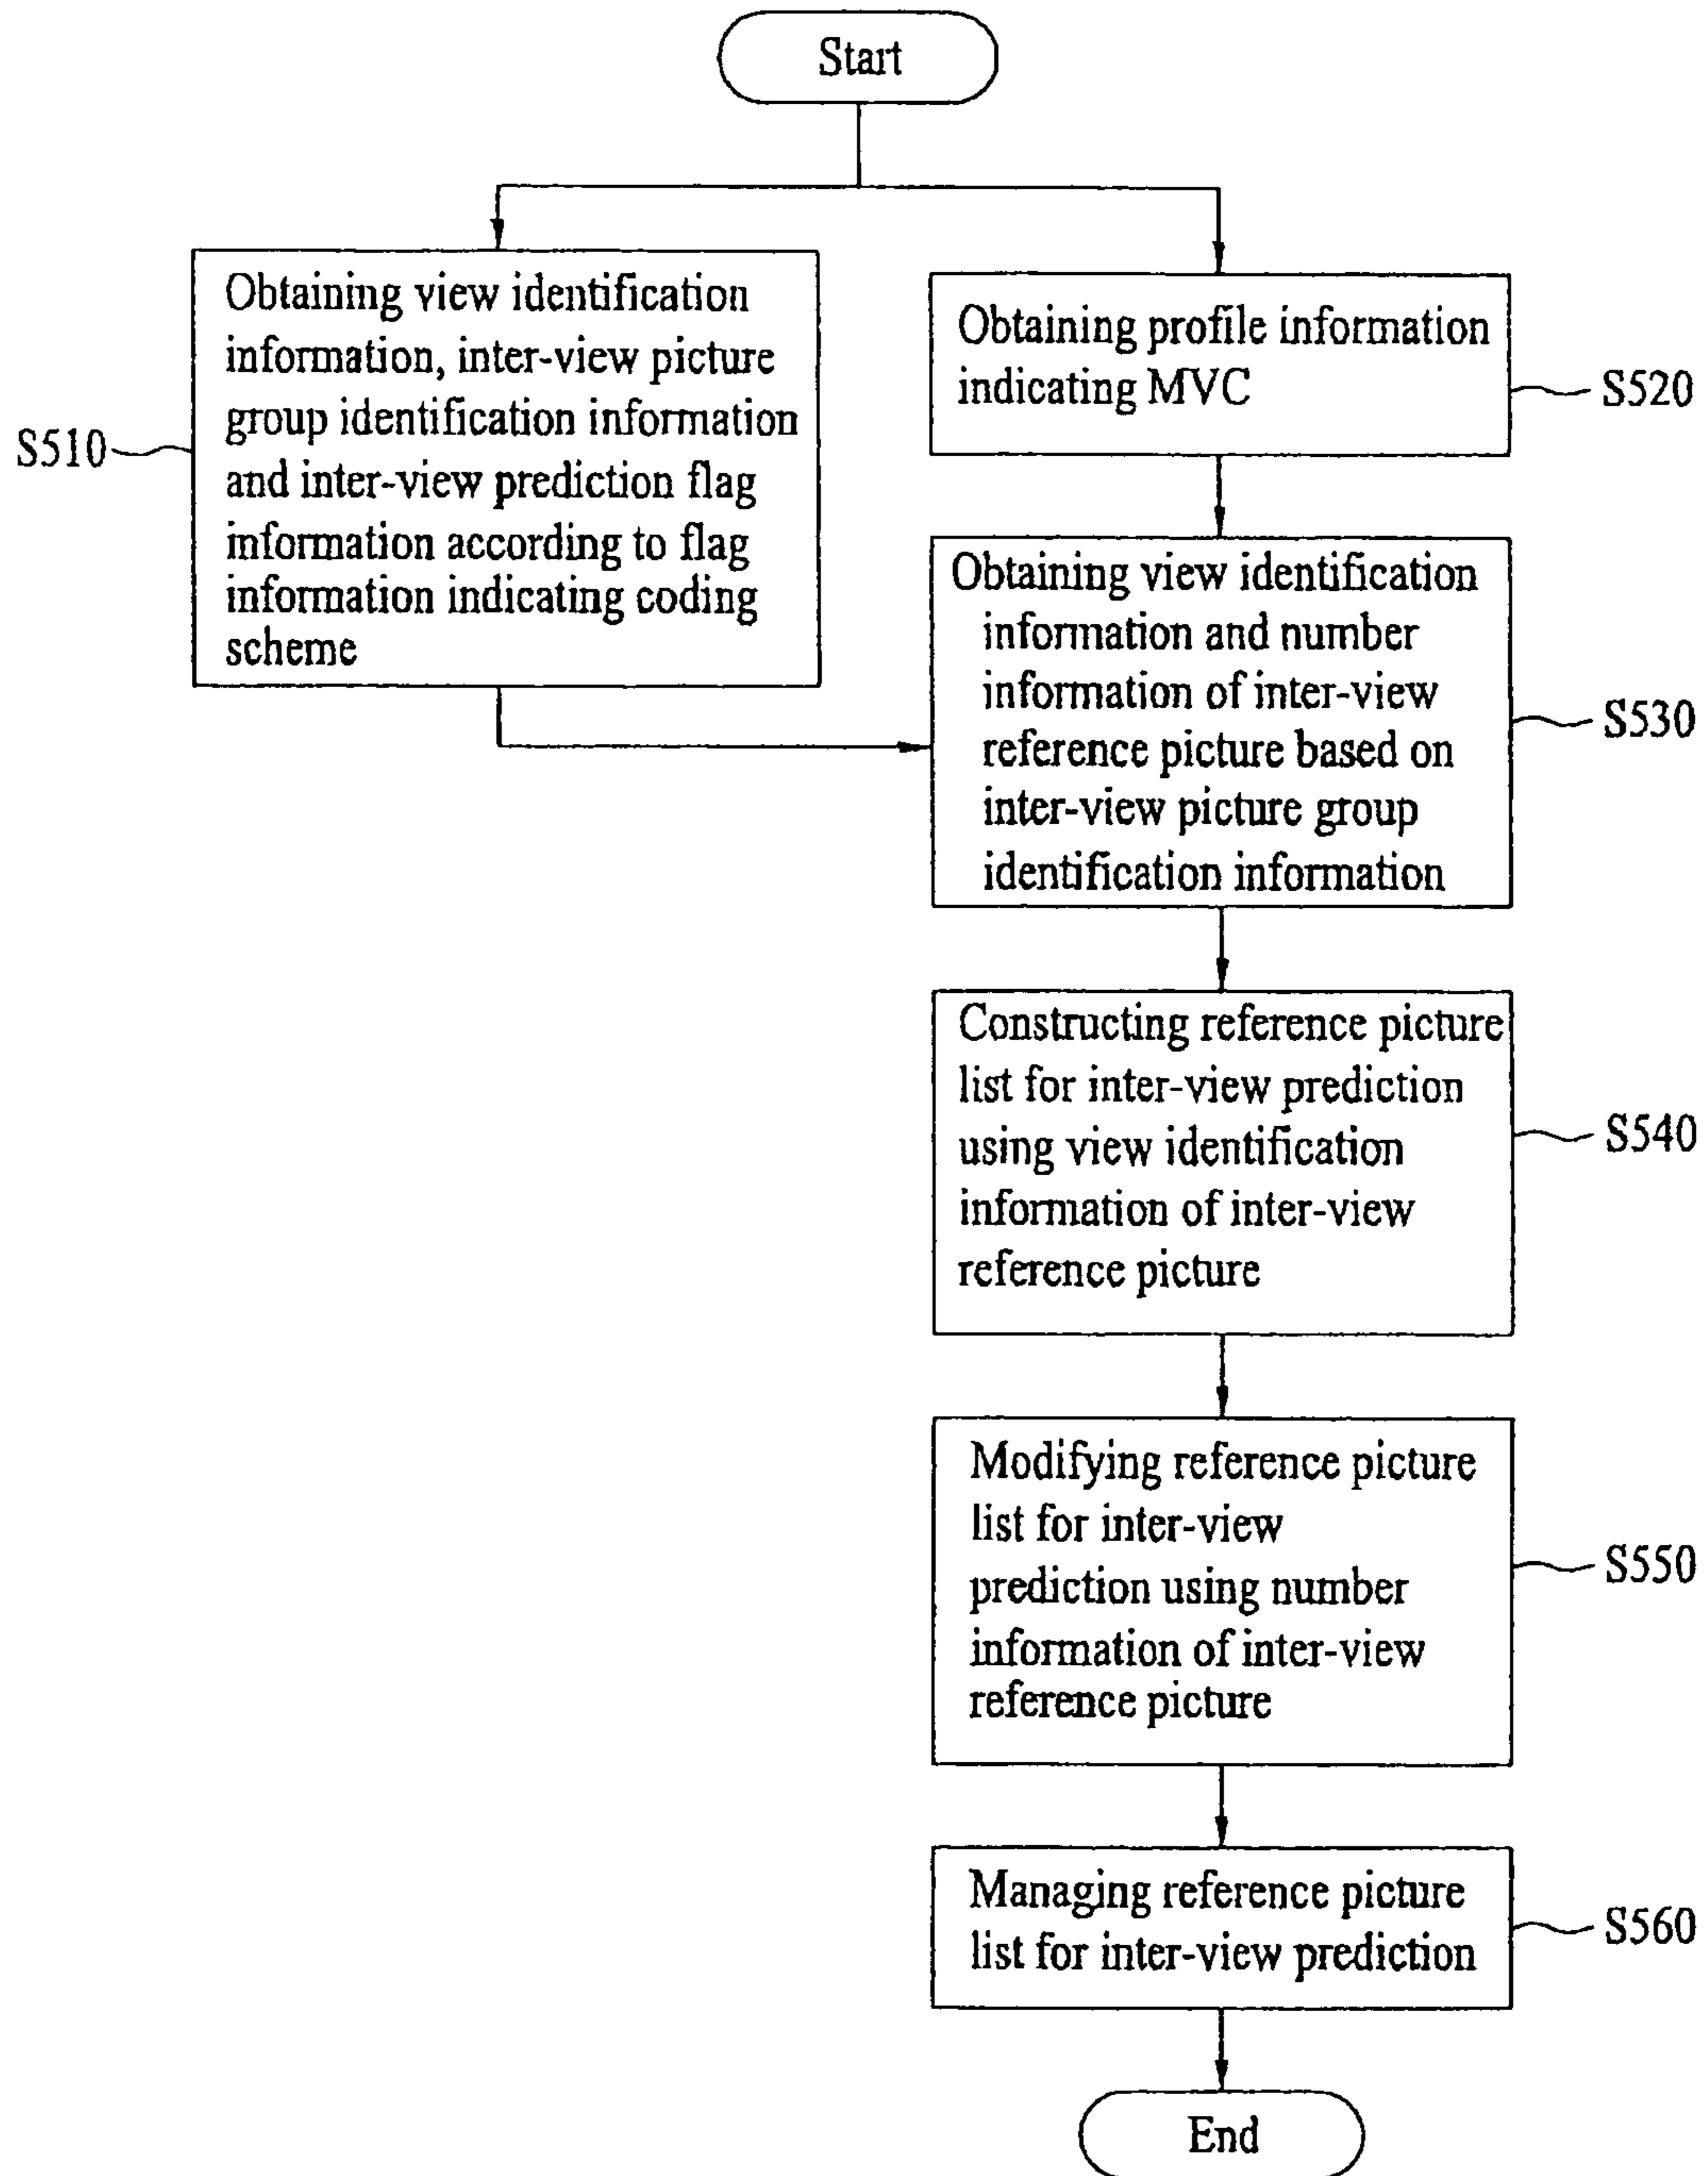 Start
Obtaining view identification
information, inter-view picture
group identification information
and inter-view prediction flag
information according to flag
information indicating coding
scheme
S510
Obtaining profile information
indicating MVC
S520
Obtaining view identification
information and number
information of inter-view
reference picture based on
inter-view picture group
identification information
S530
Constructing reference picture
list for inter-view prediction
using view identification
information of inter-view
reference picture
S540
Modifying reference picture
list for inter-view
prediction using number
information of inter-view
reference picture
S550
Managing reference picture
list for inter-view prediction
S560
End